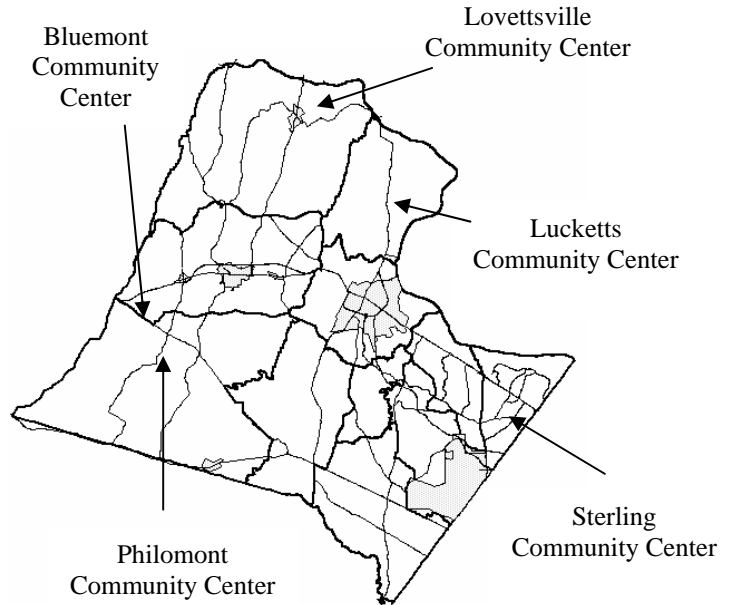 Bluemont
Community
Center
Lovettsville
Community Center
Lucketts
Community Center
Sterling
Community Center
Philomont
Community Center